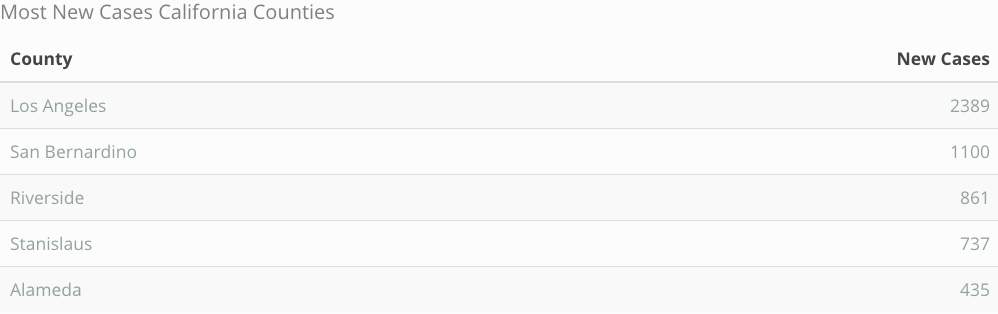 Most New Cases California Counties
County New Cases
Los Angeles 2389
San Bernardino 1100
Riverside 861
Stanislaus 737
Alameda 435